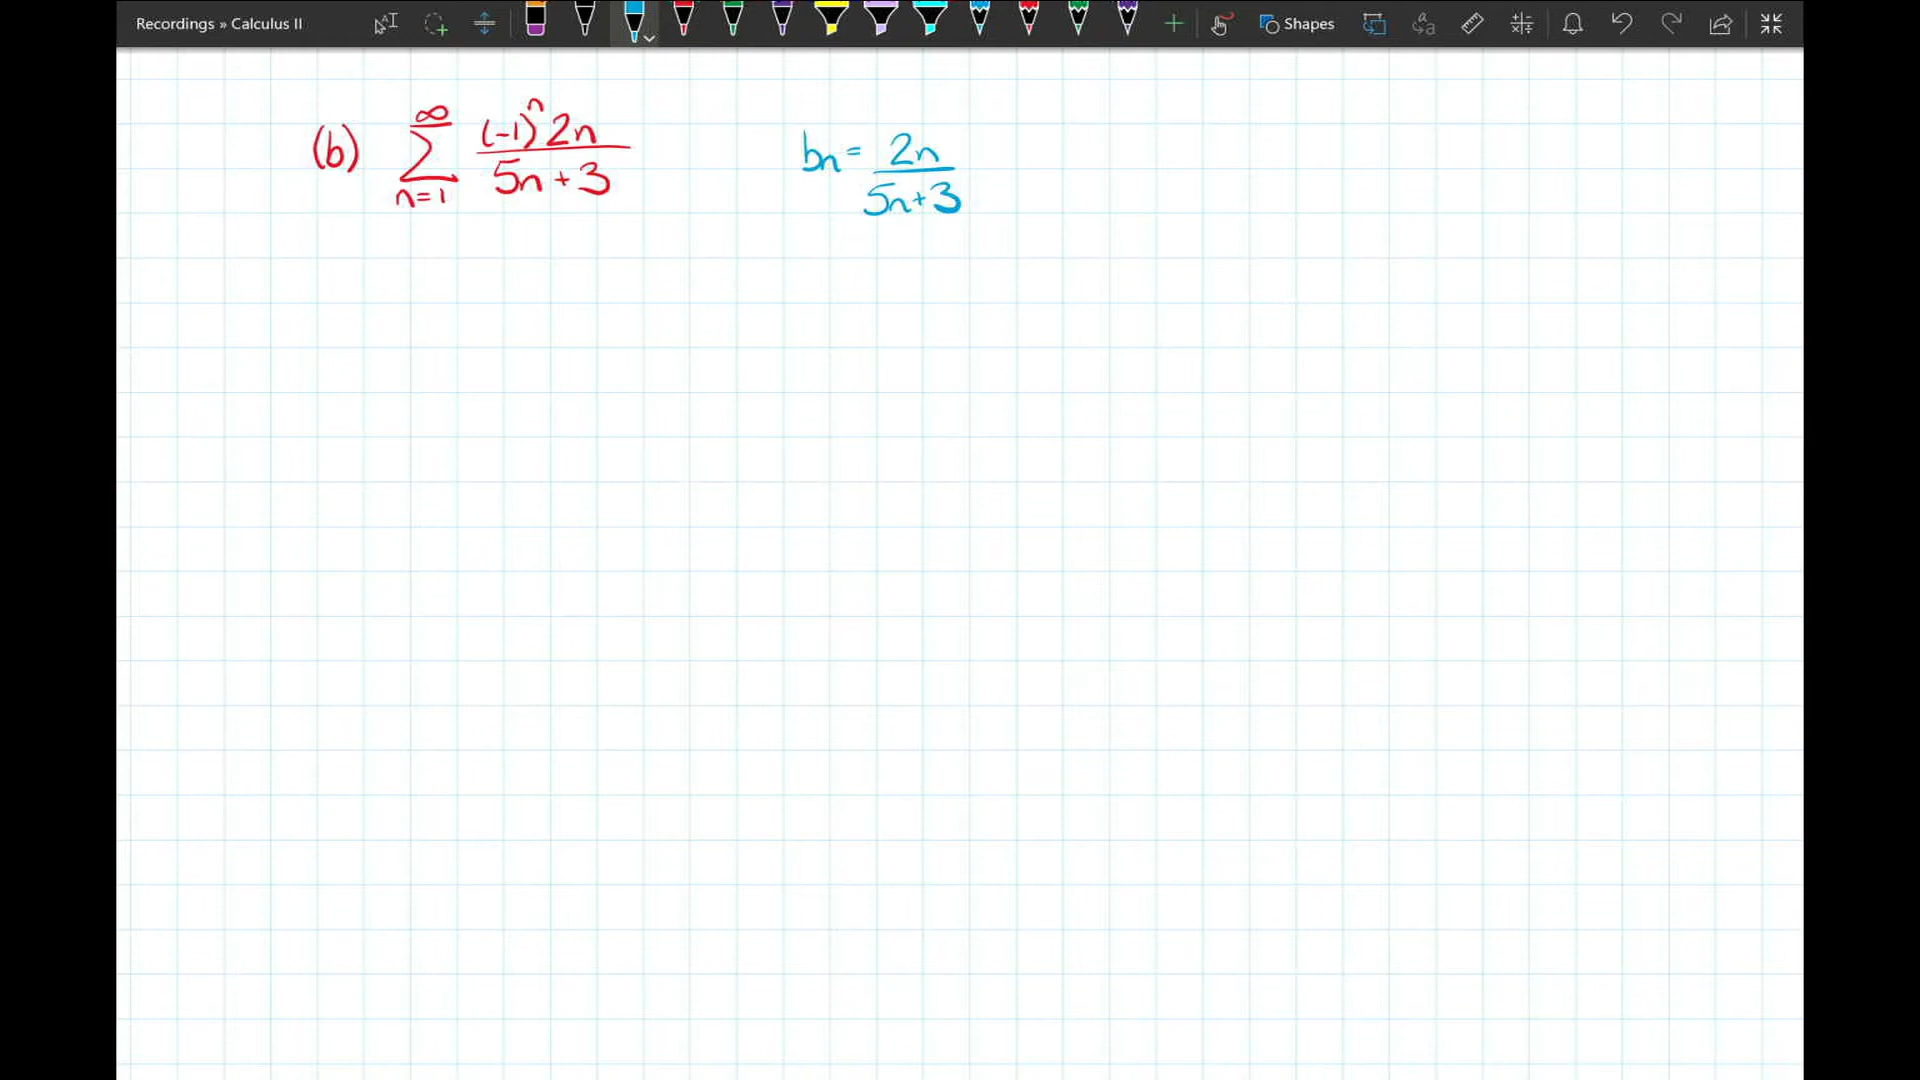 Recordings » Calculus II
Shapes
(b) ∞ ∑ n=1 (-1)^n 2n / 5n+3
bn = 2n / 5n+3